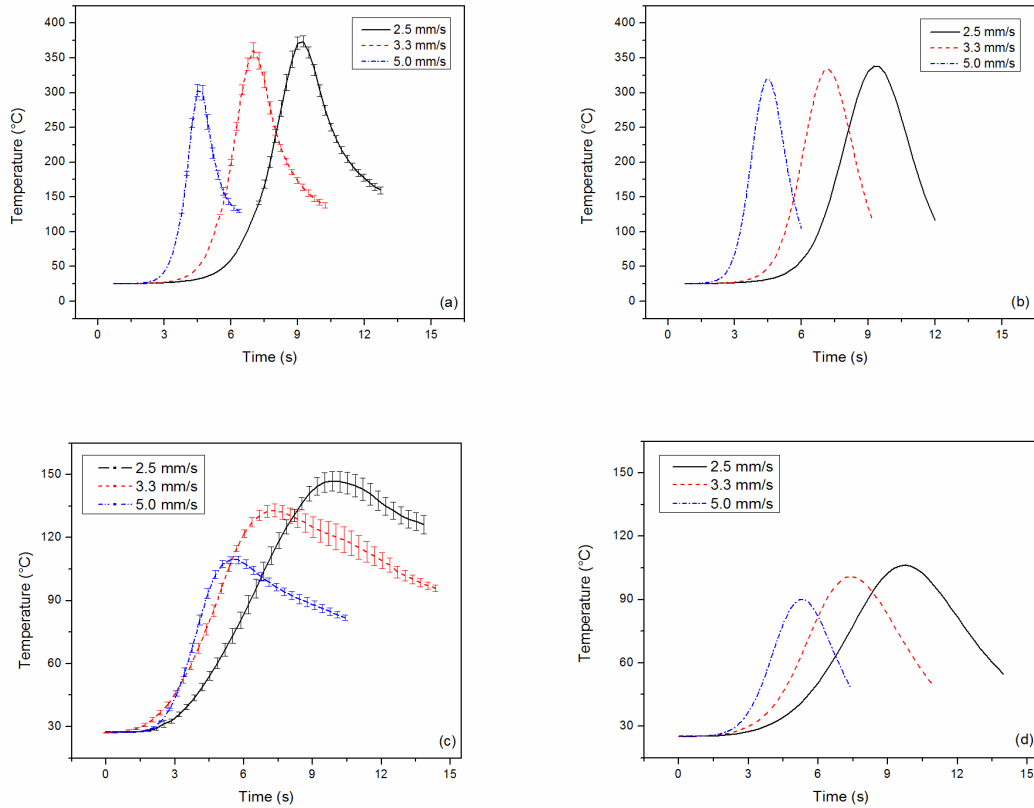 400
350
300
250
200
150
100
50
0
Temperature (°C)
2.5 mm/s
3.3 mm/s
5.0 mm/s
(a)
0 3 6 9 12 15
Time (s)
400
350
300
250
200
150
100
50
0
Temperature (°C)
2.5 mm/s
3.3 mm/s
5.0 mm/s
(b)
0 3 6 9 12 15
Time (s)
150
120
90
60
30
Temperature (°C)
2.5 mm/s
3.3 mm/s
5.0 mm/s
(c)
0 3 6 9 12 15
Time (s)
150
120
90
60
30
Temperature (°C)
2.5 mm/s
3.3 mm/s
5.0 mm/s
(d)
0 3 6 9 12 15
Time (s)